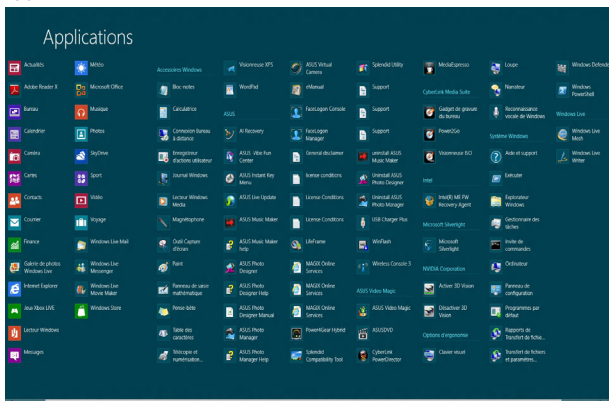 Applications
Actualités
Adobe Reader X
Bureau
Calendrier
Caméra
Cartes
Contacts
Courrier
Finance
Galerie de photos
Windows Live
Internet Explorer
Jeux Xbox LIVE
Lecteur Windows
Messages
Météo
Microsoft Office
Musique
Photos
SkyDrive
Sport
Vidéo
Voyage
Windows Live Mail
Windows Live
Messenger
Windows Live
Movie Maker
Windows Store
Accessoires Windows
Bloc-notes
Calculatrice
Connexion Bureau
à distance
Enregistreur
d'actions utilisateur
Journal Windows
Lecteur Windows
Media
Magnétophone
Outil Capture
d'écran
Paint
Panneau de saisie
mathématique
Pense-bête
Table des
caractères
Télécopie et
numérisation...
Visionneuse XPS
WordPad
ASUS
AI Recovery
ASUS Vibe Fun
Center
ASUS Instant Key
Menu
ASUS Live Update
ASUS Music Maker
ASUS Music Maker
help
ASUS Photo
Designer
ASUS Photo
Designer Help
ASUS Photo
Designer Manual
ASUS Photo
Manager
ASUS Photo
Manager Help
ASUS Virtual
Camera
eManual
FaceLogon Console
FaceLogon
Manager
General disclaimer
license conditions
License Conditions
License Conditions
LifeFrame
MAGIX Online
Services
MAGIX Online
Services
MAGIX Online
Services
Power4Gear Hybrid
Splendid
Compatibility Tool
Splendid Utility
Support
Support
Support
uninstall ASUS
Music Maker
uninstall ASUS
Photo Designer
uninstall ASUS
Photo Manager
USB Charger Plus
WinFlash
Wireless Console 3
ASUS Video Magic
ASUS Video Magic
ASUSDVD
CyberLink
PowerDirector
MediaEspresso
CyberLink Media Suite
Gadget de gravure
du bureau
Power2Go
Visionneuse ISO
Intel
Intel(R) ME FW
Recovery Agent
Microsoft Silverlight
Microsoft
Silverlight
NVIDIA Corporation
Activer 3D Vision
Désactiver 3D
Vision
Options d'ergonomie
Clavier visuel
Loupe
Narrateur
Reconnaissance
vocale de Windows
Système Windows
Aide et support
Exécuter
Explorateur
Windows
Gestionnaire des
tâches
Invite de
commandes
Ordinateur
Panneau de
configuration
Programmes par
défaut
Rapports de
Transfert de fichie...
Transfert de fichiers
et paramètres...
Windows Defende
Windows
PowerShell
Windows Live
Windows Live
Mesh
Windows Live
Writer